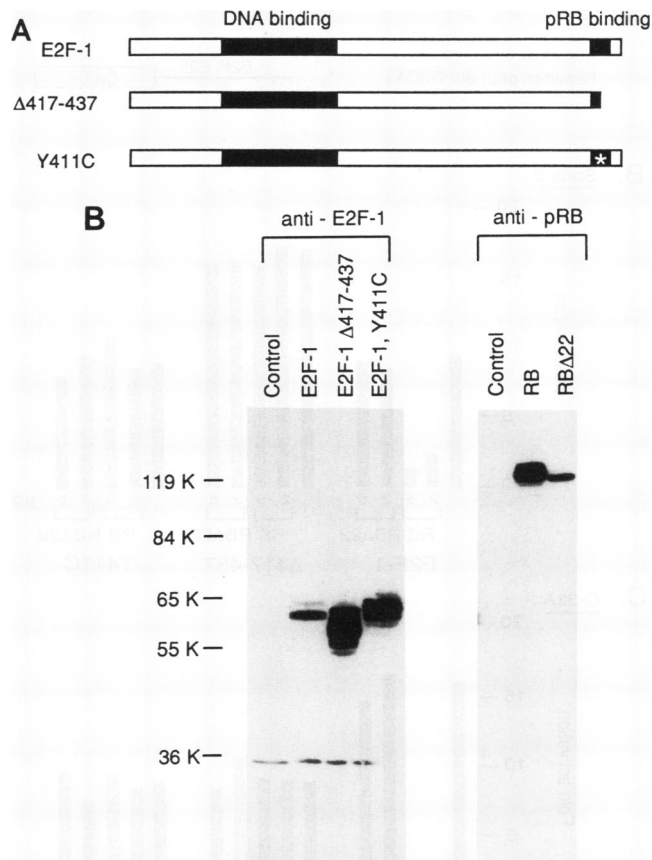 A
DNA binding pRB binding
E2F-1
Δ417-437
Y411C
*
B
anti - E2F-1 anti - pRB
Control
E2F-1
E2F-1 Δ417-437
E2F-1, Y411C
Control
RB
RBΔ22
119 K
84 K
65 K
55 K
36 K